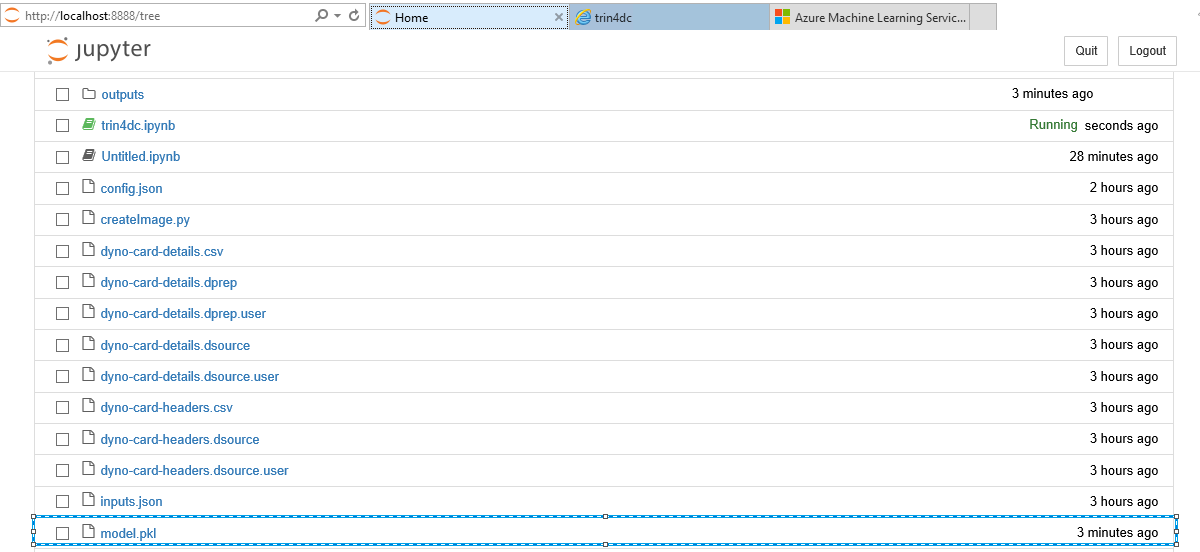 http://localhost:8888/tree Home trin4dc Azure Machine Learning Servic...
jupyter Quit Logout
outputs 3 minutes ago
trin4dc.ipynb Running seconds ago
Untitled.ipynb 28 minutes ago
config.json 2 hours ago
createImage.py 3 hours ago
dyno-card-details.csv 3 hours ago
dyno-card-details.dprep 3 hours ago
dyno-card-details.dprep.user 3 hours ago
dyno-card-details.dsource 3 hours ago
dyno-card-details.dsource.user 3 hours ago
dyno-card-headers.csv 3 hours ago
dyno-card-headers.dsource 3 hours ago
dyno-card-headers.dsource.user 3 hours ago
inputs.json 3 hours ago
model.pkl 3 minutes ago